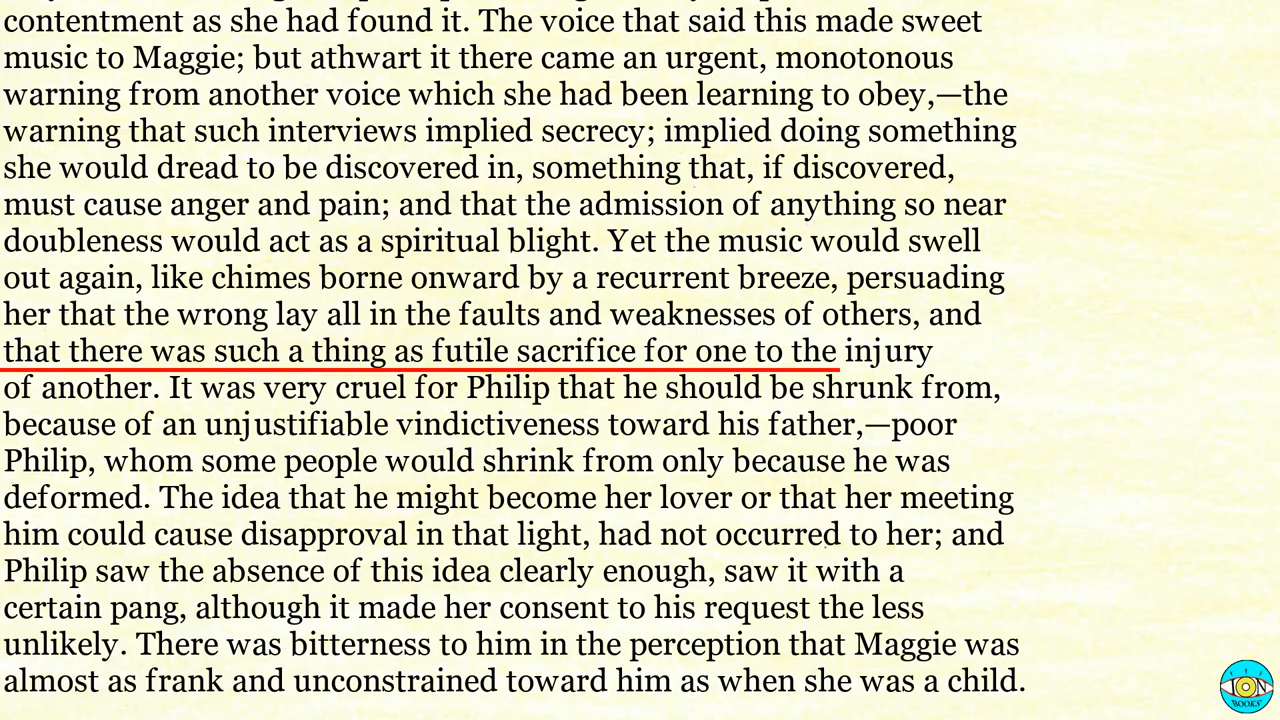 contentment as she had found it. The voice that said this made sweet
music to Maggie; but athwart it there came an urgent, monotonous
warning from another voice which she had been learning to obey,—the
warning that such interviews implied secrecy; implied doing something
she would dread to be discovered in, something that, if discovered,
must cause anger and pain; and that the admission of anything so near
doubleness would act as a spiritual blight. Yet the music would swell
out again, like chimes borne onward by a recurrent breeze, persuading
her that the wrong lay all in the faults and weaknesses of others, and
that there was such a thing as futile sacrifice for one to the injury
of another. It was very cruel for Philip that he should be shrunk from,
because of an unjustifiable vindictiveness toward his father,—poor
Philip, whom some people would shrink from only because he was
deformed. The idea that he might become her lover or that her meeting
him could cause disapproval in that light, had not occurred to her; and
Philip saw the absence of this idea clearly enough, saw it with a
certain pang, although it made her consent to his request the less
unlikely. There was bitterness to him in the perception that Maggie was
almost as frank and unconstrained toward him as when she was a child.
ION
BOOKS